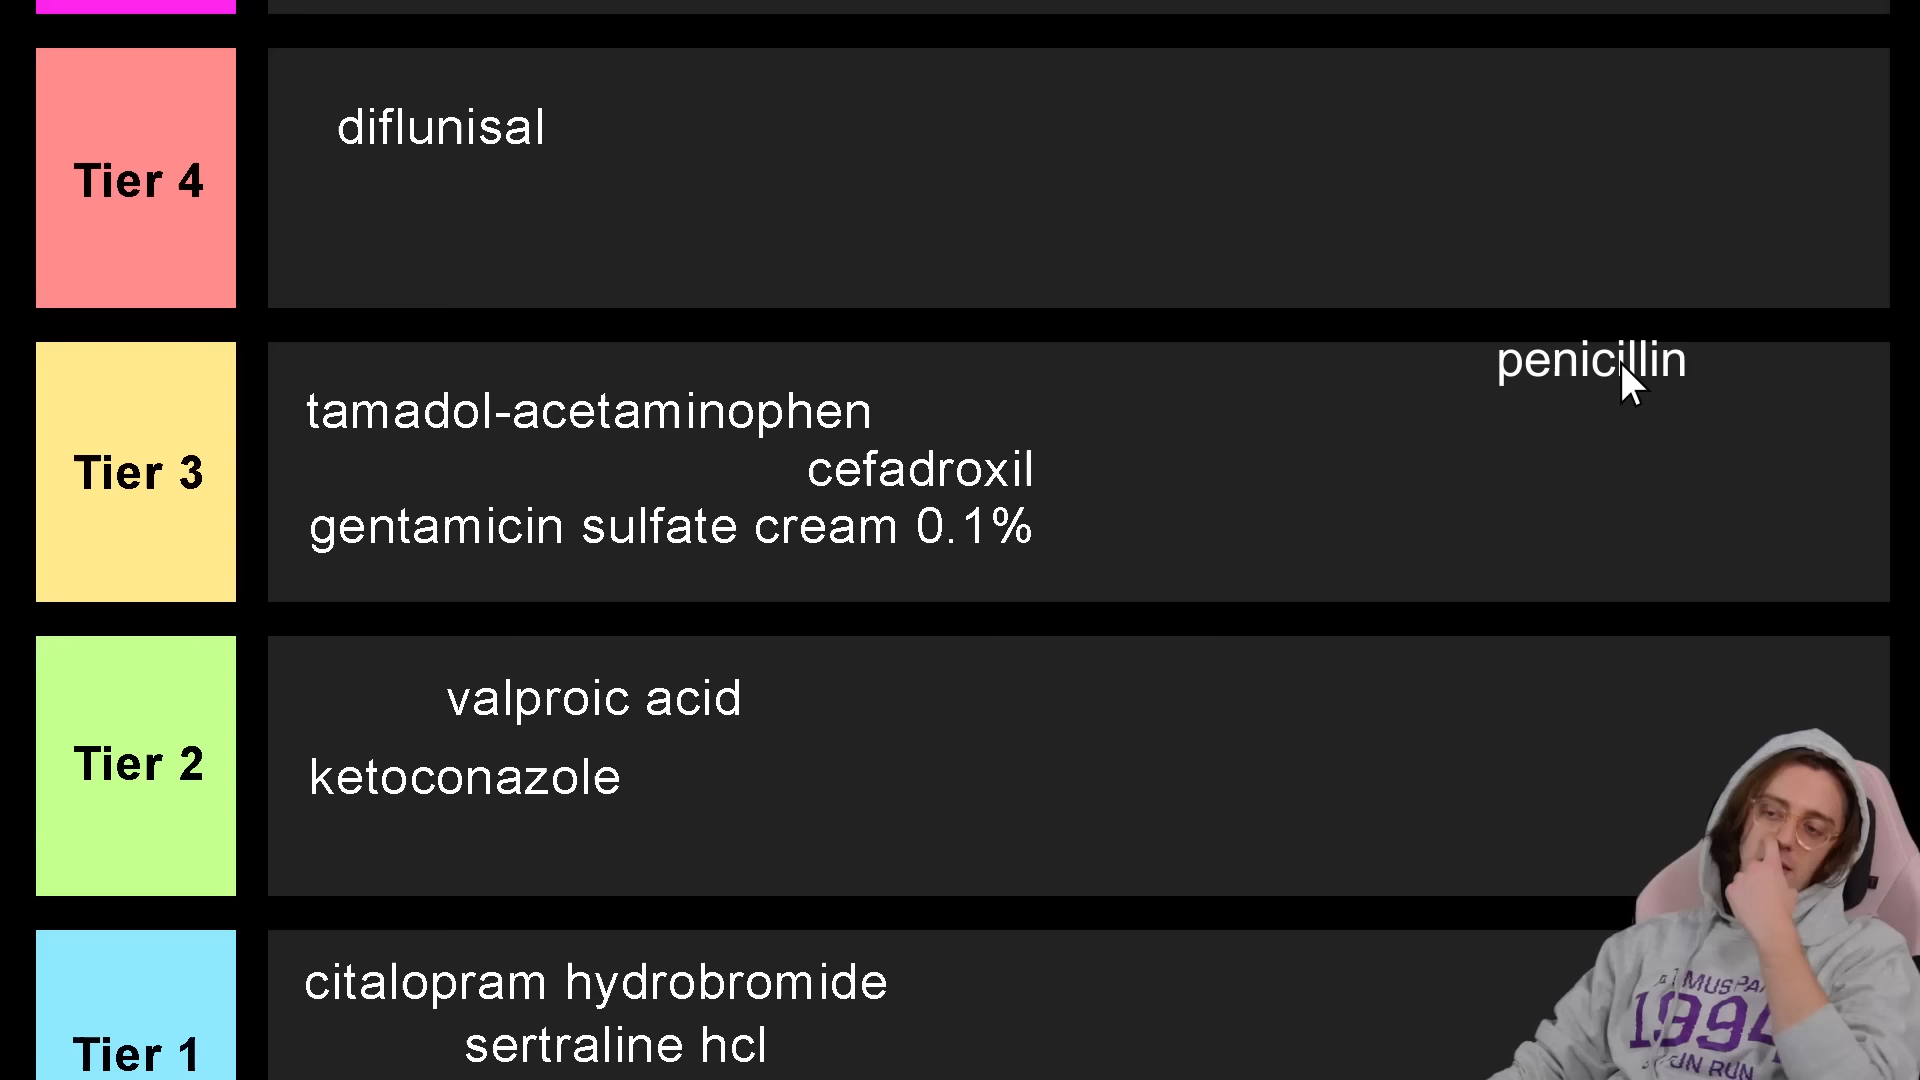 Tier 4
diflunisal
penicillin
Tier 3
tamadol-acetaminophen
cefadroxil
gentamicin sulfate cream 0.1%
Tier 2
valproic acid
ketoconazole
Tier 1
citalopram hydrobromide
sertraline hcl
1994
RUN